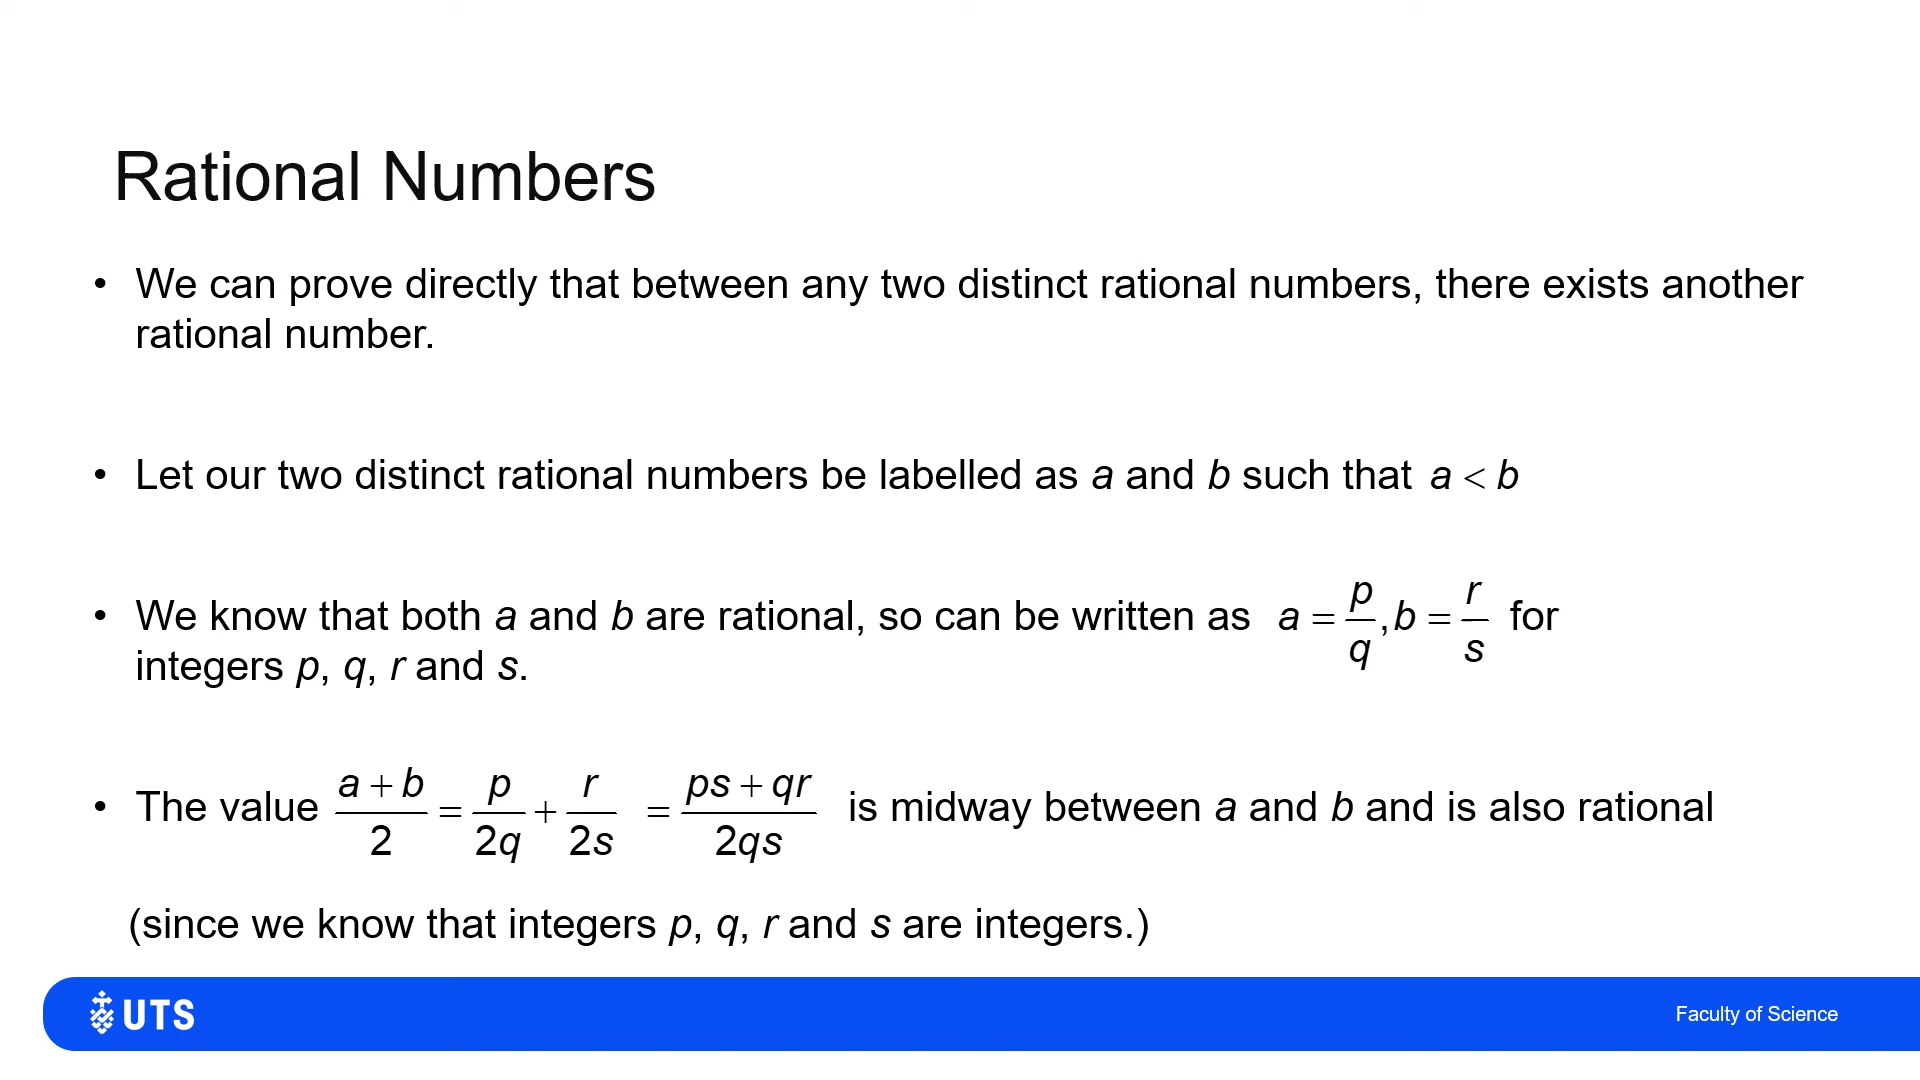 Rational Numbers
• We can prove directly that between any two distinct rational numbers, there exists another
rational number.
• Let our two distinct rational numbers be labelled as a and b such that a < b
• We know that both a and b are rational, so can be written as a = p/q, b = r/s for
integers p, q, r and s.
• The value (a + b)/2 = p/2q + r/2s = (ps + qr)/2qs is midway between a and b and is also rational
(since we know that integers p, q, r and s are integers.)
UTS
Faculty of Science